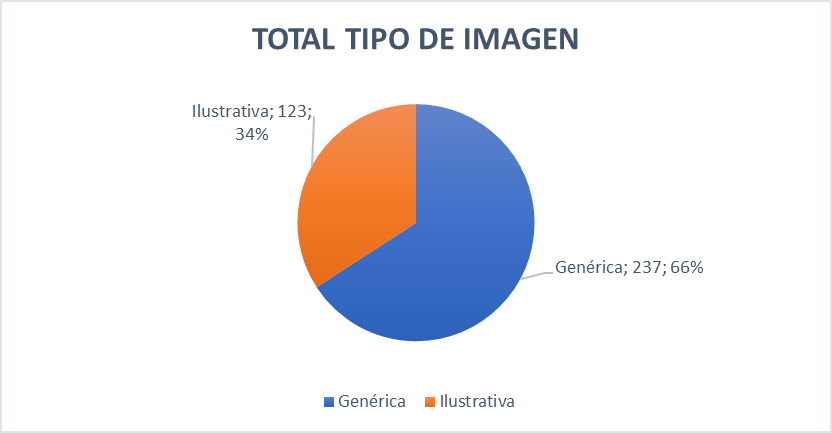 TOTAL TIPO DE IMAGEN
Ilustrativa; 123;
34%
Genérica; 237; 66%
Genérica
Ilustrativa